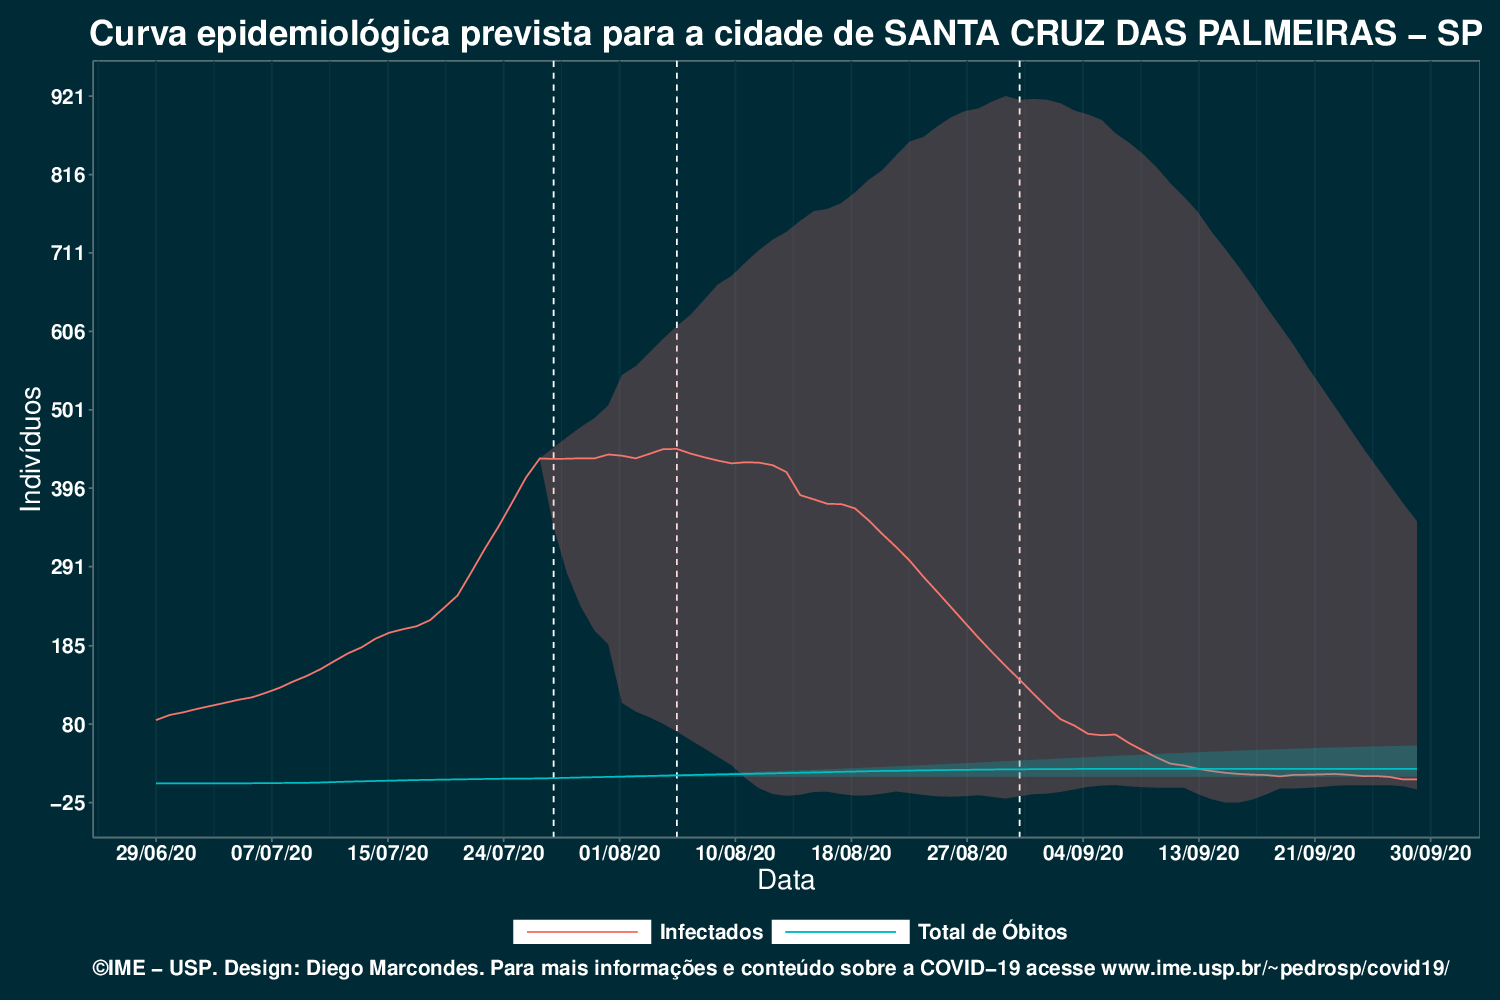 Curva epidemiológica prevista para a cidade de SANTA CRUZ DAS PALMEIRAS – SP
921
816
711
606
501
396
291
185
80
−25
Indivíduos
29/06/20 07/07/20 15/07/20 24/07/20 01/08/20 10/08/20 18/08/20 27/08/20 04/09/20 13/09/20 21/09/20 30/09/20
Data
Infectados Total de Óbitos
©IME – USP. Design: Diego Marcondes. Para mais informações e conteúdo sobre a COVID−19 acesse www.ime.usp.br/~pedrosp/covid19/